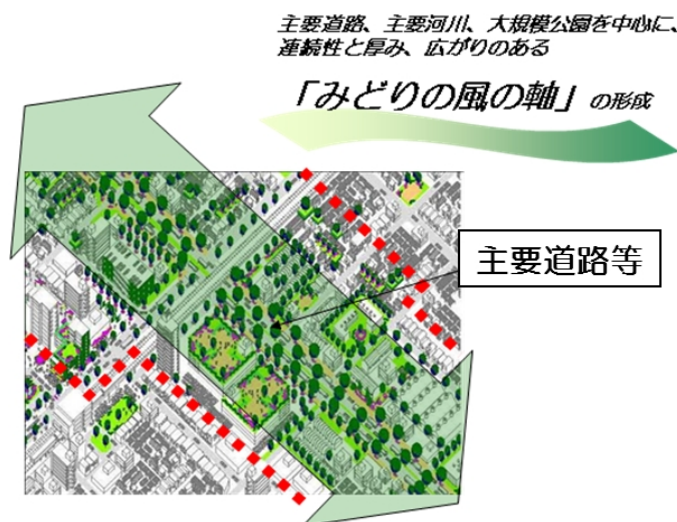 主要道路、主要河川、大規模公園を中心に、
連続性と厚み、広がりのある
「みどりの風の軸」の形成
主要道路等